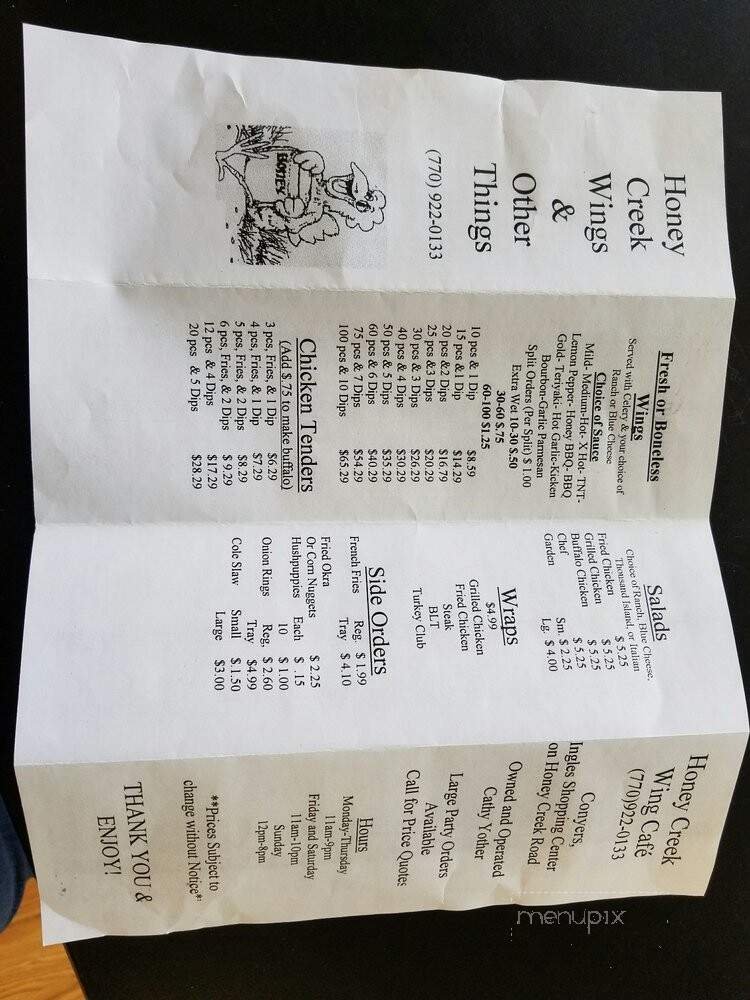 Honey
Creek
Wings
&
Other
Things
(770) 922-0133
HONEY
Fresh or Boneless
Wings
Served with Celery & your choice of
Ranch or Blue Cheese
Choice of Sauce
Mild- Medium-Hot- X Hot- TNT-
Lemon Pepper- Honey BBQ- BBQ
Gold- Teriyaki- Hot Garlic-Kicken
Bourbon-Garlic Parmesan
Split Orders (Per Split) $ 1.00
Extra Wet 10-30 $.50
30-60 $.75
60-100 $1.25
10 pcs & 1 Dip $8.59
15 pcs &1 Dip $14.29
20 pcs &2 Dips $16.79
25 pcs &3 Dips $20.29
30 pcs & 3 Dips $26.29
40 pcs & 4 Dips $30.29
50 pcs & 5 Dips $35.29
60 pcs & 6 Dips $40.29
75 pcs & 7 Dips $54.29
100 pcs & 10 Dips $65.29
Chicken Tenders
(Add $.75 to make buffalo)
3 pcs, Fries, & 1 Dip $6.29
4 pcs, Fries, & 1 Dip $7.29
5 pcs, Fries, & 2 Dips $8.29
6 pcs, Fries, & 2 Dips $ 9.29
12 pcs & 4 Dips $17.29
20 pcs & 5 Dips $28.29
Salads
Choice of Ranch, Blue Cheese,
Thousand Island, or Italian
Fried Chicken $ 5.25
Grilled Chicken $ 5.25
Buffalo Chicken $ 5.25
Chef $ 5.25
Garden Sm. $ 2.25
Lg. $ 4.00
Wraps
$4.99
Grilled Chicken
Fried Chicken
Steak
BLT
Turkey Club
Side Orders
French Fries Reg. $ 1.99
Tray $ 4.10
Fried Okra
Or Corn Nuggets $ 2.25
Hushpuppies Each $ .15
10 $ 1.00
Onion Rings Reg. $ 2.60
Tray $4.99
Cole Slaw Small $ 1.50
Large $3.00
Honey Creek
Wing Café
(770)922-0133
Conyers,
Ingles Shopping Center
on Honey Creek Road
Owned and Operated
Cathy Yother
Large Party Orders
Available
Call for Price Quotes
Hours
Monday-Thursday
11am-9pm
Friday and Saturday
11am-10pm
Sunday
12pm-8pm
**Prices Subject to
change without Notice*
THANK YOU &
ENJOY!
menupix